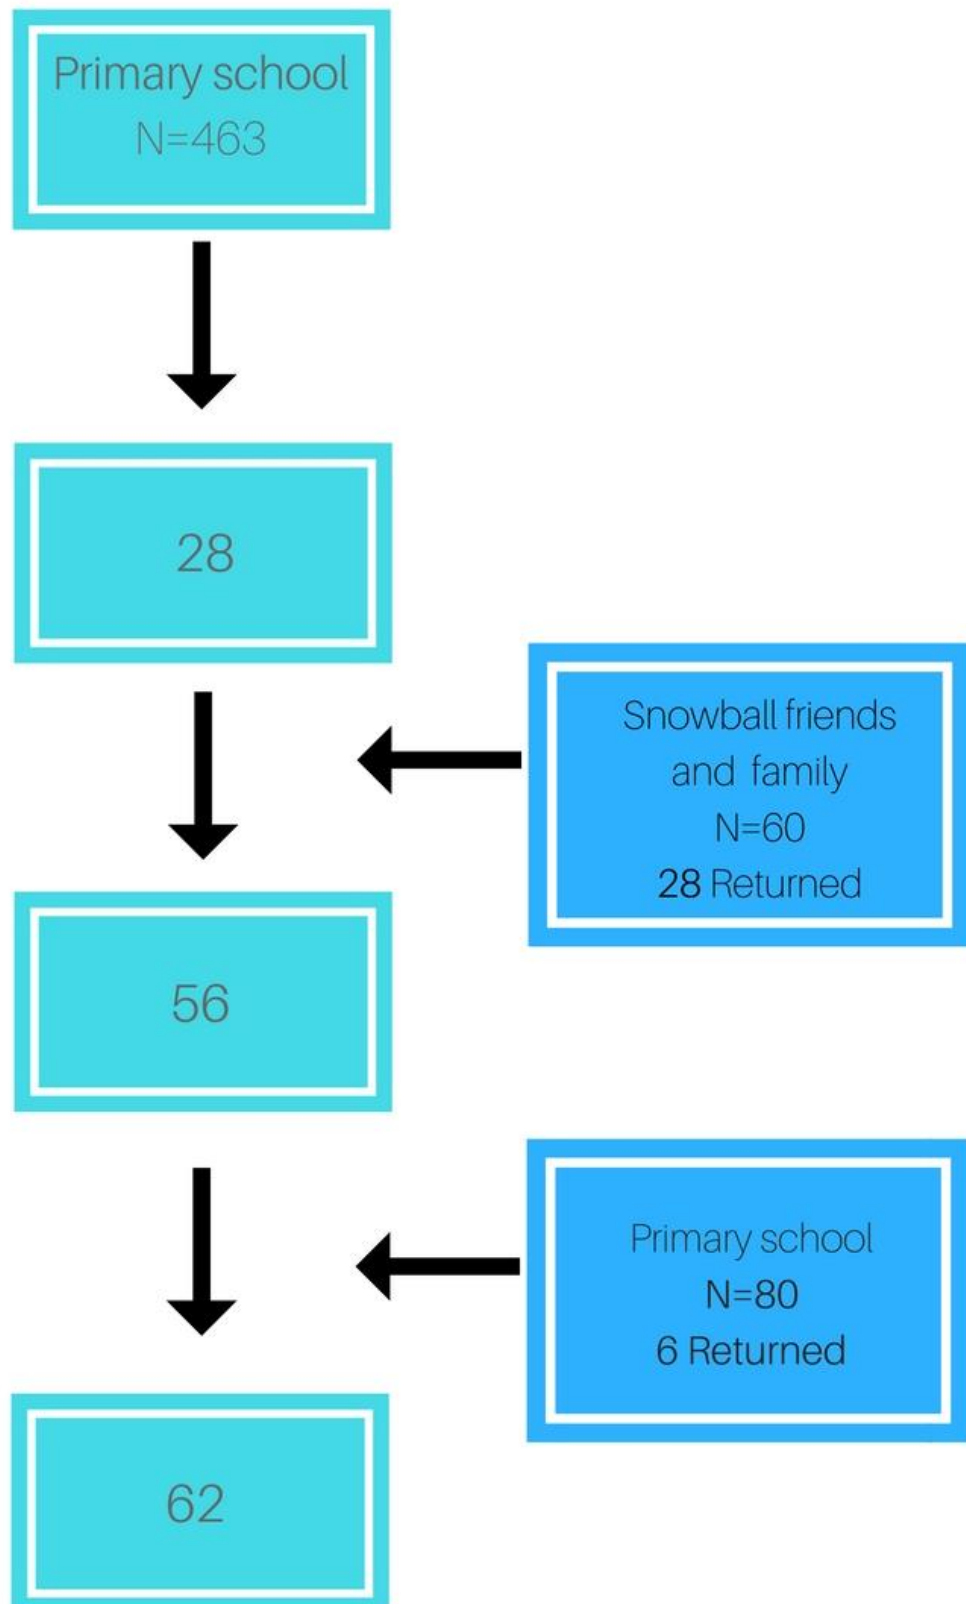 Primary school
N=463
28
Snowball friends
and family
N=60
28 Returned
56
Primary school
N=80
6 Returned
62